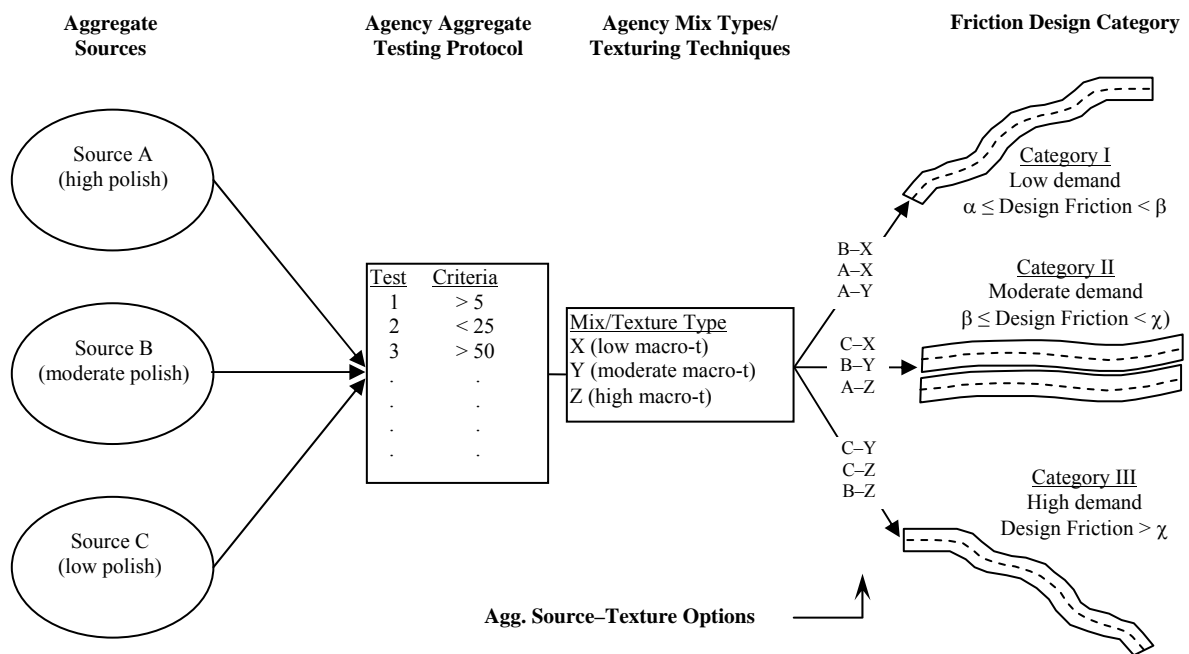 Aggregate
Sources
Agency Aggregate
Testing Protocol
Agency Mix Types/
Texturing Techniques
Friction Design Category
Source A
(high polish)
Source B
(moderate polish)
Source C
(low polish)
Test Criteria
1 > 5
2 < 25
3 > 50
. .
. .
. .
. .
Mix/Texture Type
X (low macro-t)
Y (moderate macro-t)
Z (high macro-t)
B–X
A–X
A–Y
C–X
B–Y
A–Z
C–Y
C–Z
B–Z
Category I
Low demand
α ≤ Design Friction < β
Category II
Moderate demand
β ≤ Design Friction < χ)
Category III
High demand
Design Friction > χ
Agg. Source–Texture Options